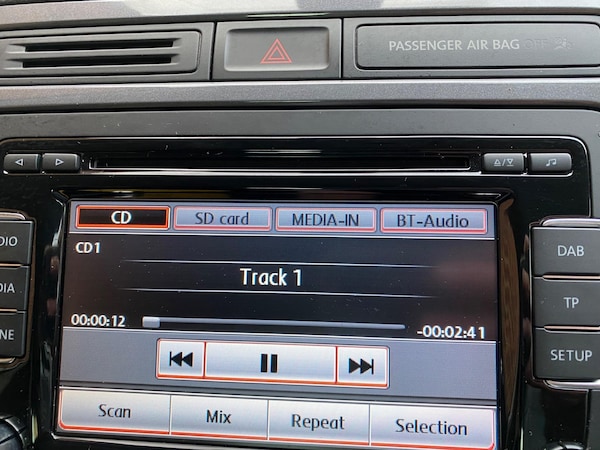 PASSENGER AIR BAG OFF
CD
SD card
MEDIA-IN
BT-Audio
CD1
Track 1
00:00:12
-00:02:41
DAB
TP
SETUP
Scan
Mix
Repeat
Selection